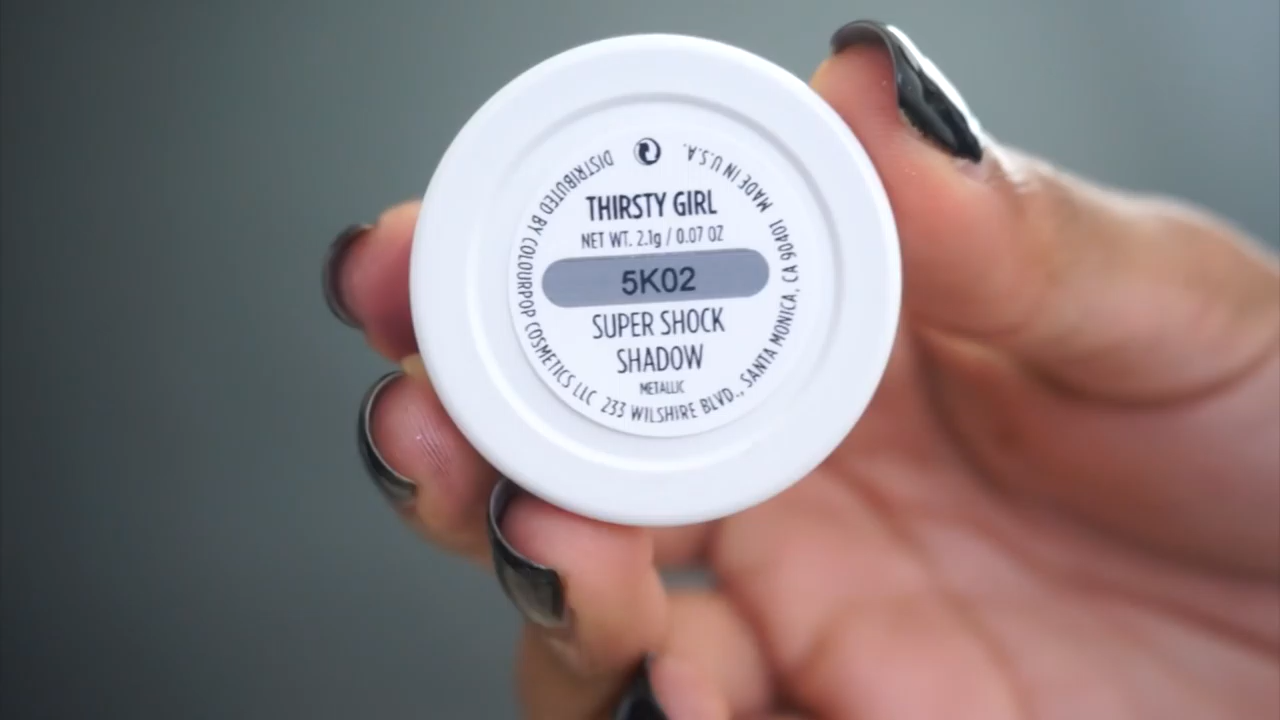 THIRSTY GIRL
NET WT. 2.1g / 0.07 OZ
5K02
SUPER SHOCK
SHADOW
METALLIC
DISTRIBUTED BY COLOURPOP COSMETICS LLC 233 WILSHIRE BLVD., SANTA MONICA, CA 90401 MADE IN U.S.A.